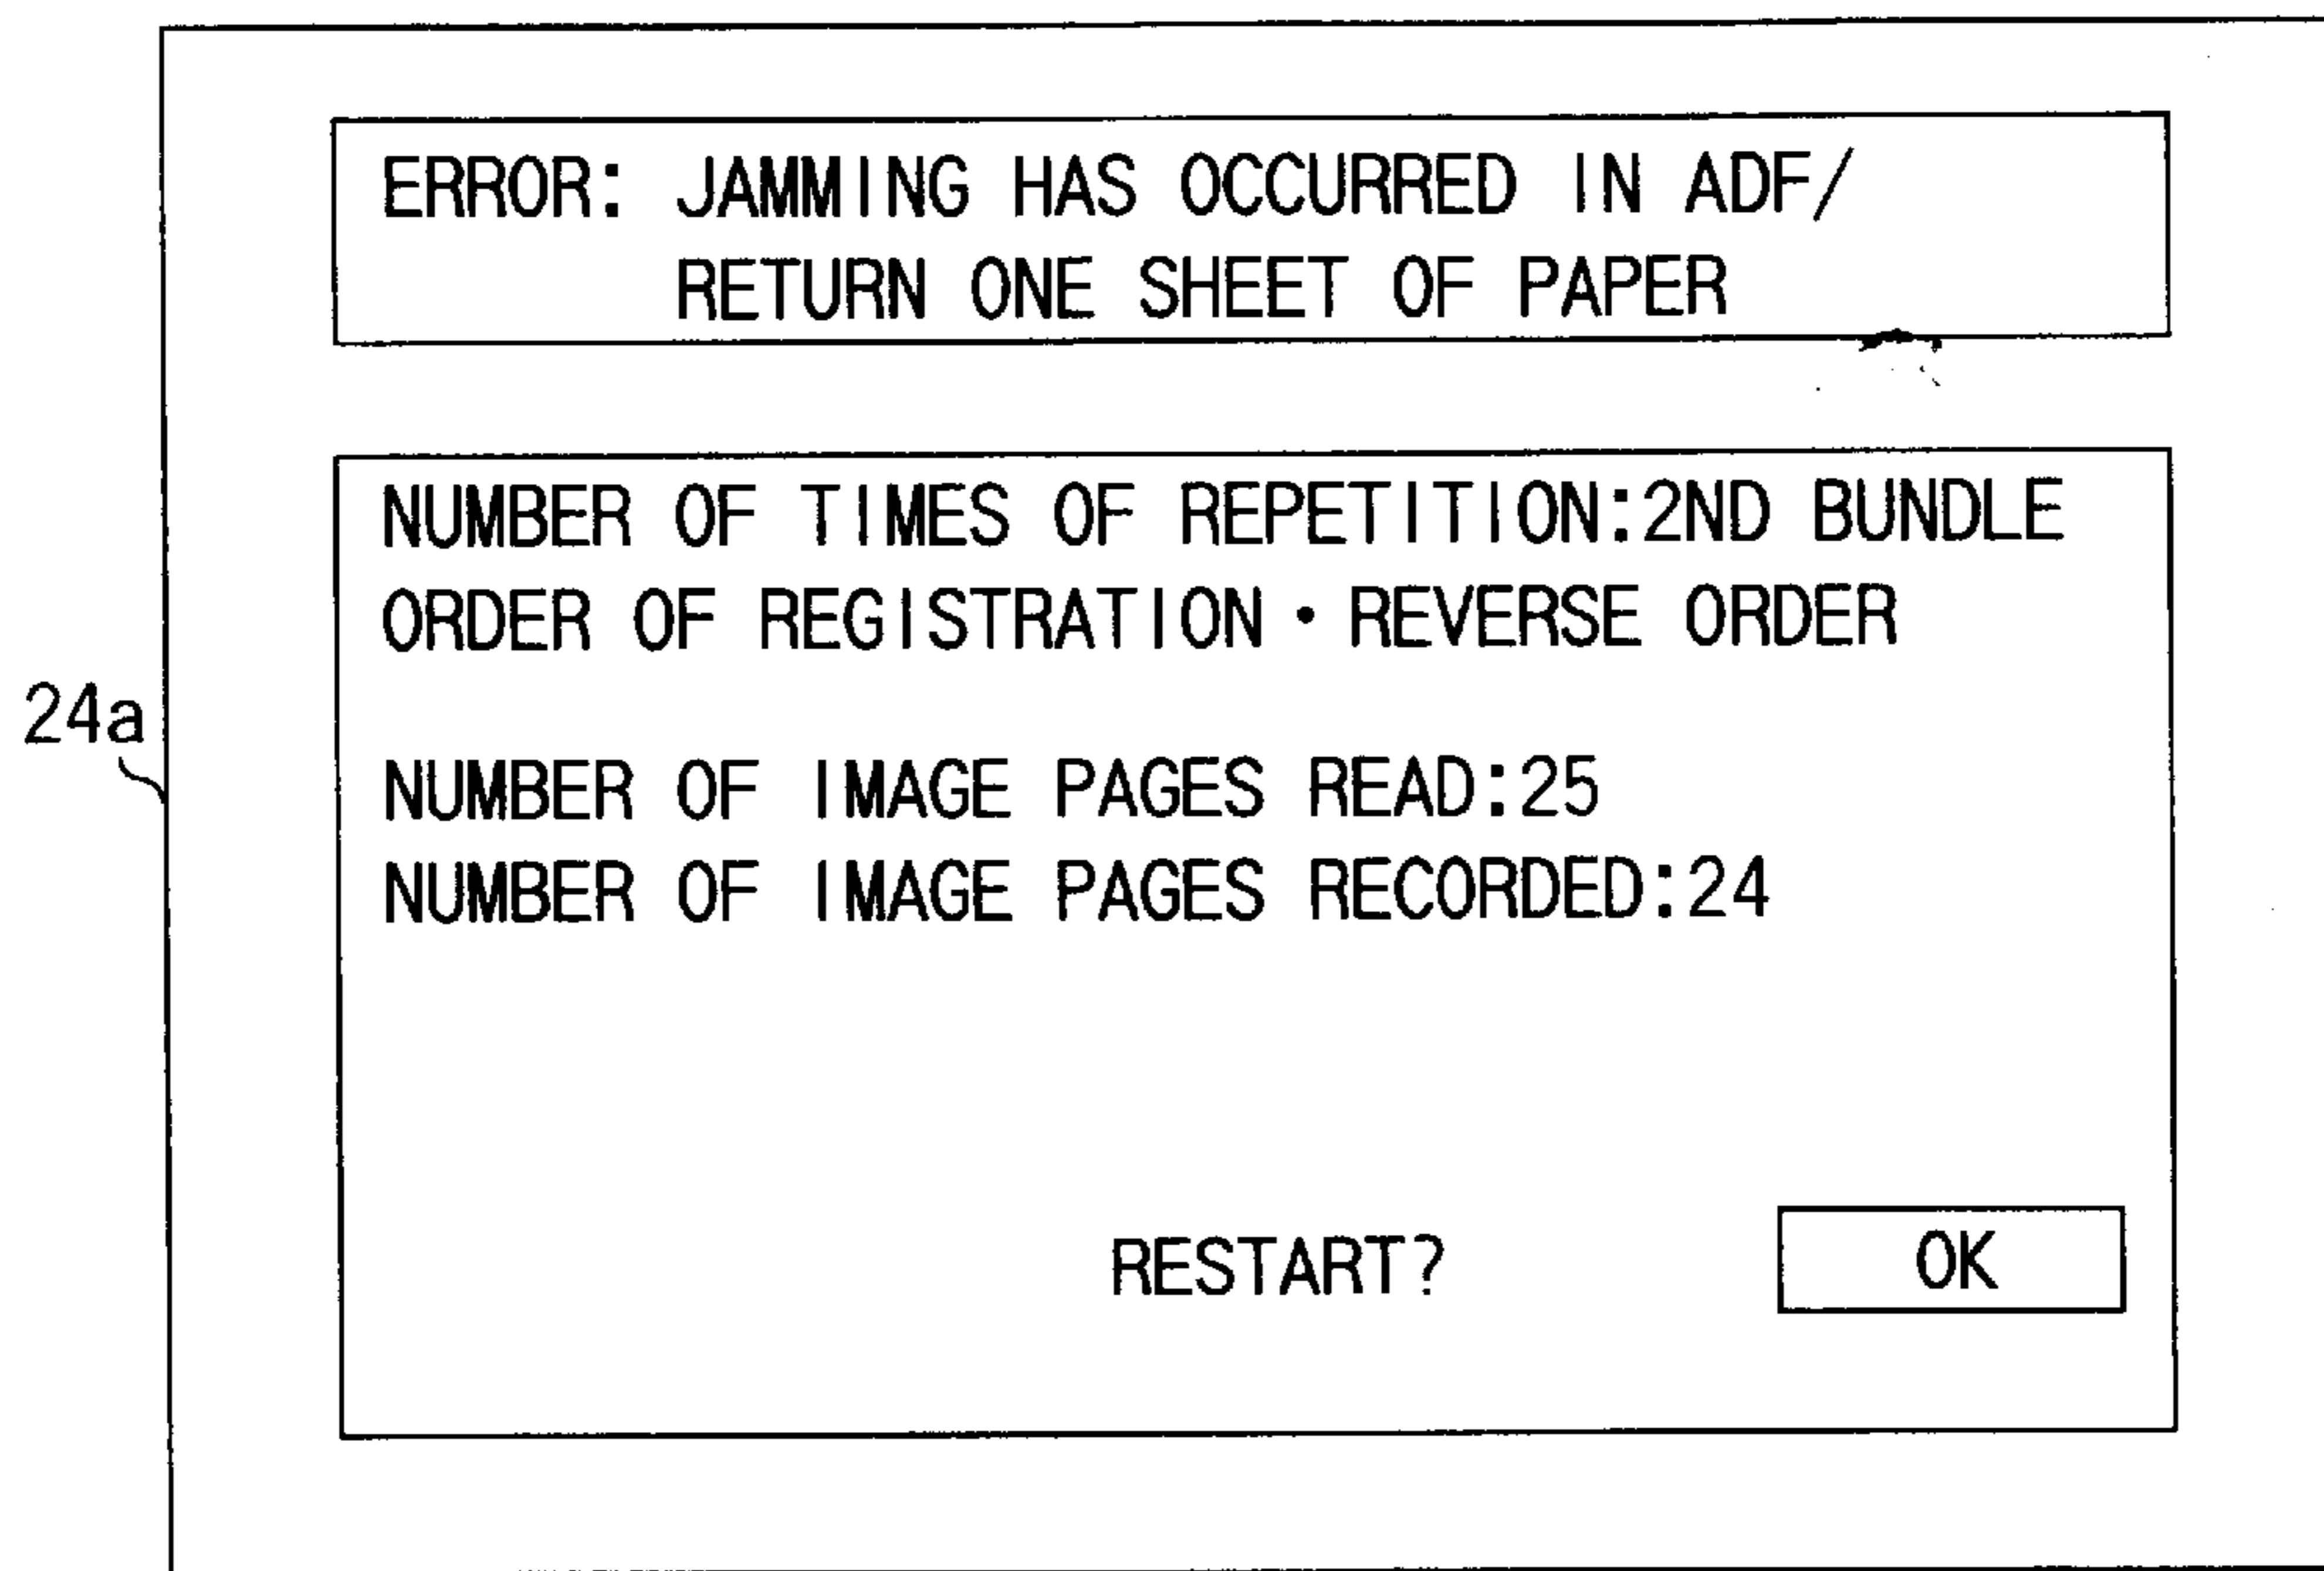 ERROR: JAMMING HAS OCCURRED IN ADF/
RETURN ONE SHEET OF PAPER
NUMBER OF TIMES OF REPETITION:2ND BUNDLE
ORDER OF REGISTRATION・REVERSE ORDER
24a
NUMBER OF IMAGE PAGES READ:25
NUMBER OF IMAGE PAGES RECORDED:24
RESTART? OK